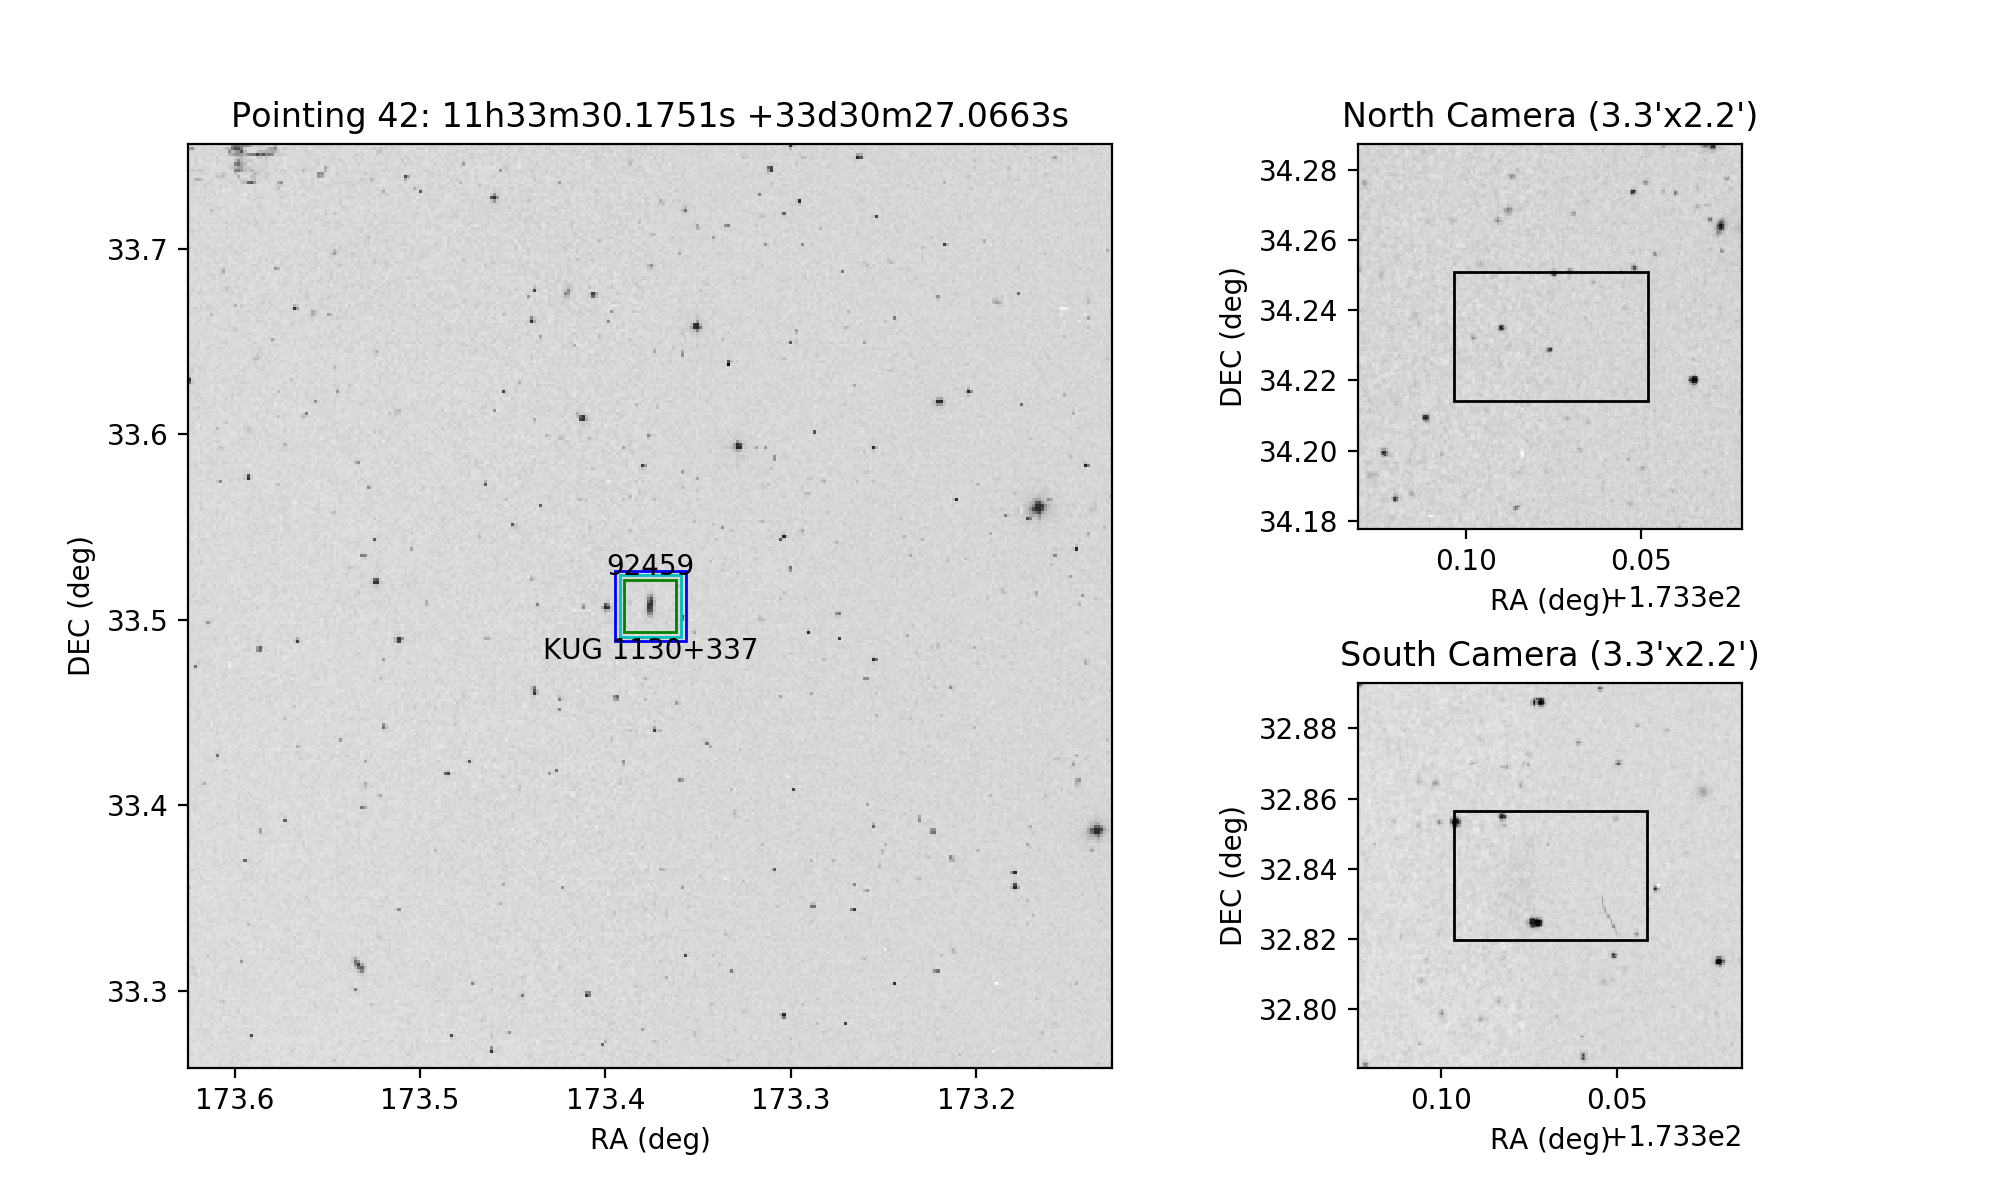 Pointing 42: 11h33m30.1751s +33d30m27.0663s
DEC (deg)
33.7
33.6
33.5
33.4
33.3
92459
KUG 1130+337
173.6 173.5 173.4 173.3 173.2
RA (deg)
North Camera (3.3'x2.2')
DEC (deg)
34.28
34.26
34.24
34.22
34.20
34.18
0.10 0.05
RA (deg)
+1.733e2
South Camera (3.3'x2.2')
DEC (deg)
32.88
32.86
32.84
32.82
32.80
0.10 0.05
RA (deg)
+1.733e2